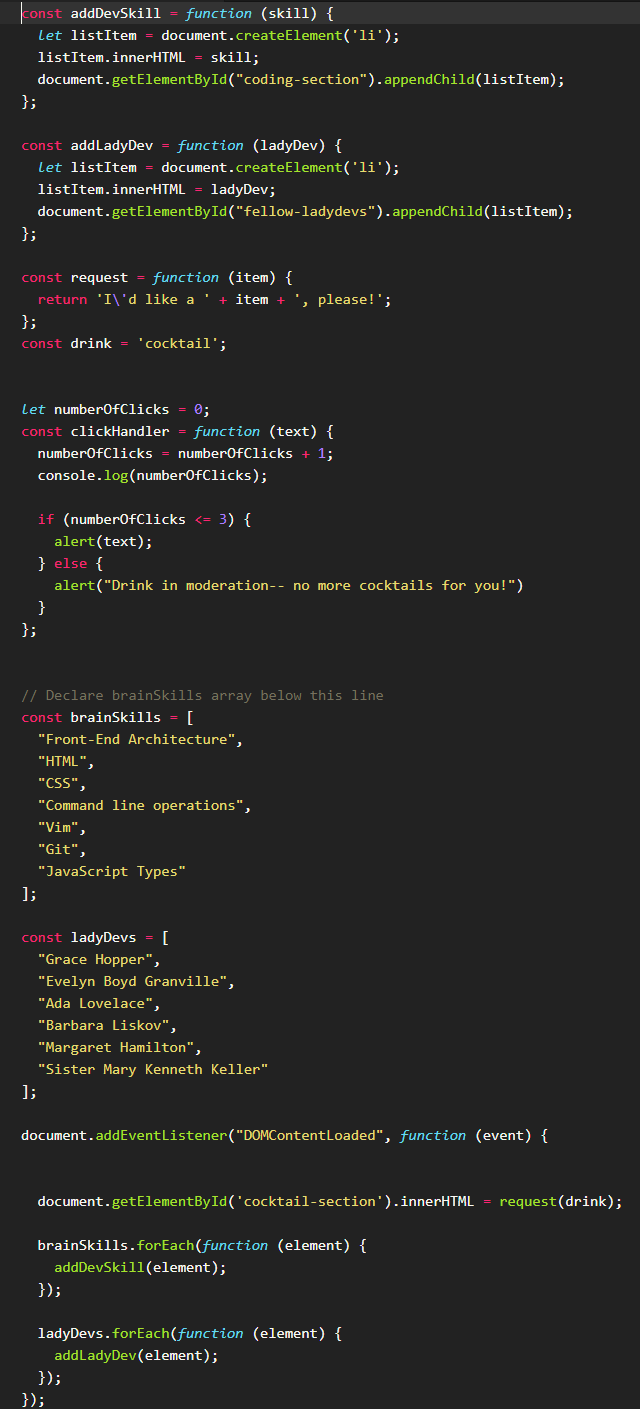 const addDevSkill = function (skill) {
  let listItem = document.createElement('li');
  listItem.innerHTML = skill;
  document.getElementById("coding-section").appendChild(listItem);
};

const addLadyDev = function (ladyDev) {
  let listItem = document.createElement('li');
  listItem.innerHTML = ladyDev;
  document.getElementById("fellow-ladydevs").appendChild(listItem);
};

const request = function (item) {
  return 'I\'d like a ' + item + ', please!';
};
const drink = 'cocktail';


let numberOfClicks = 0;
const clickHandler = function (text) {
  numberOfClicks = numberOfClicks + 1;
  console.log(numberOfClicks);

  if (numberOfClicks <= 3) {
    alert(text);
  } else {
    alert("Drink in moderation-- no more cocktails for you!")
  }
};


// Declare brainSkills array below this line
const brainSkills = [
  "Front-End Architecture",
  "HTML",
  "CSS",
  "Command line operations",
  "Vim",
  "Git",
  "JavaScript Types"
];

const ladyDevs = [
  "Grace Hopper",
  "Evelyn Boyd Granville",
  "Ada Lovelace",
  "Barbara Liskov",
  "Margaret Hamilton",
  "Sister Mary Kenneth Keller"
];

document.addEventListener("DOMContentLoaded", function (event) {


  document.getElementById('cocktail-section').innerHTML = request(drink);

  brainSkills.forEach(function (element) {
    addDevSkill(element);
  });

  ladyDevs.forEach(function (element) {
    addLadyDev(element);
  });
});